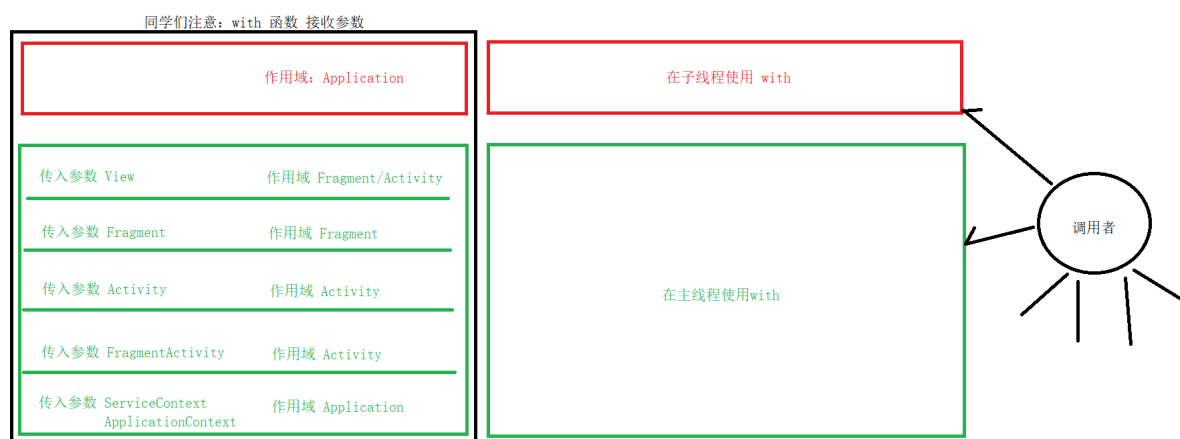 同学们注意：with 函数 接收参数
作用域：Application
在子线程使用 with
传入参数 View 作用域 Fragment/Activity
传入参数 Fragment 作用域 Fragment
调用者
传入参数 Activity 作用域 Activity
在主线程使用with
传入参数 FragmentActivity 作用域 Activity
传入参数 ServiceContext 作用域 Application
ApplicationContext